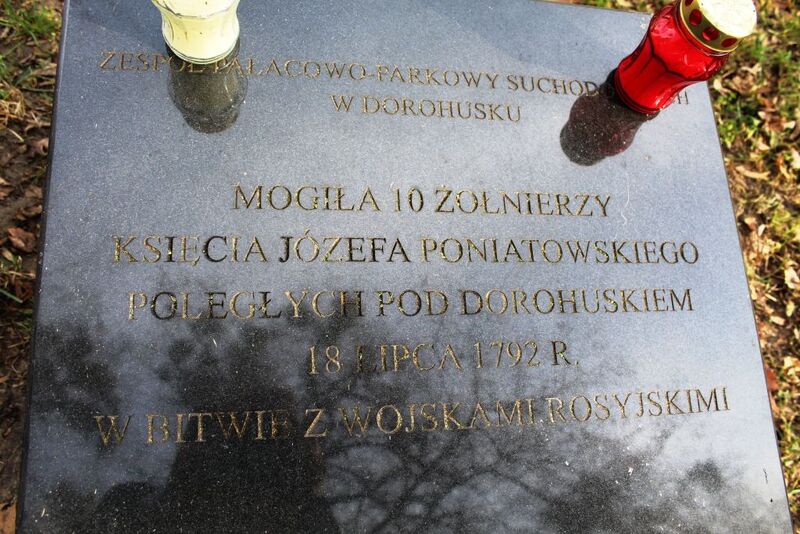 ZESPÓŁ PAŁACOWO-PARKOWY
W DOROHUSKU
MOGIŁA 10 ŻOŁNIERZY
KSIĘCIA JÓZEFA PONIATOWSKIEGO
POLEGŁYCH POD DOROHUSKIEM
18 LIPCA 1792 R.
W BITWIE Z WOJSKAMI ROSYJSKIMI